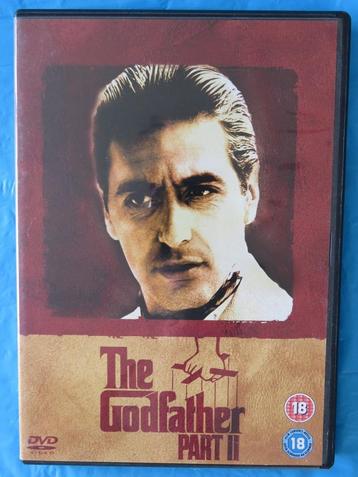 The
Godfather
PART II
18
DVD
VIDEO
18